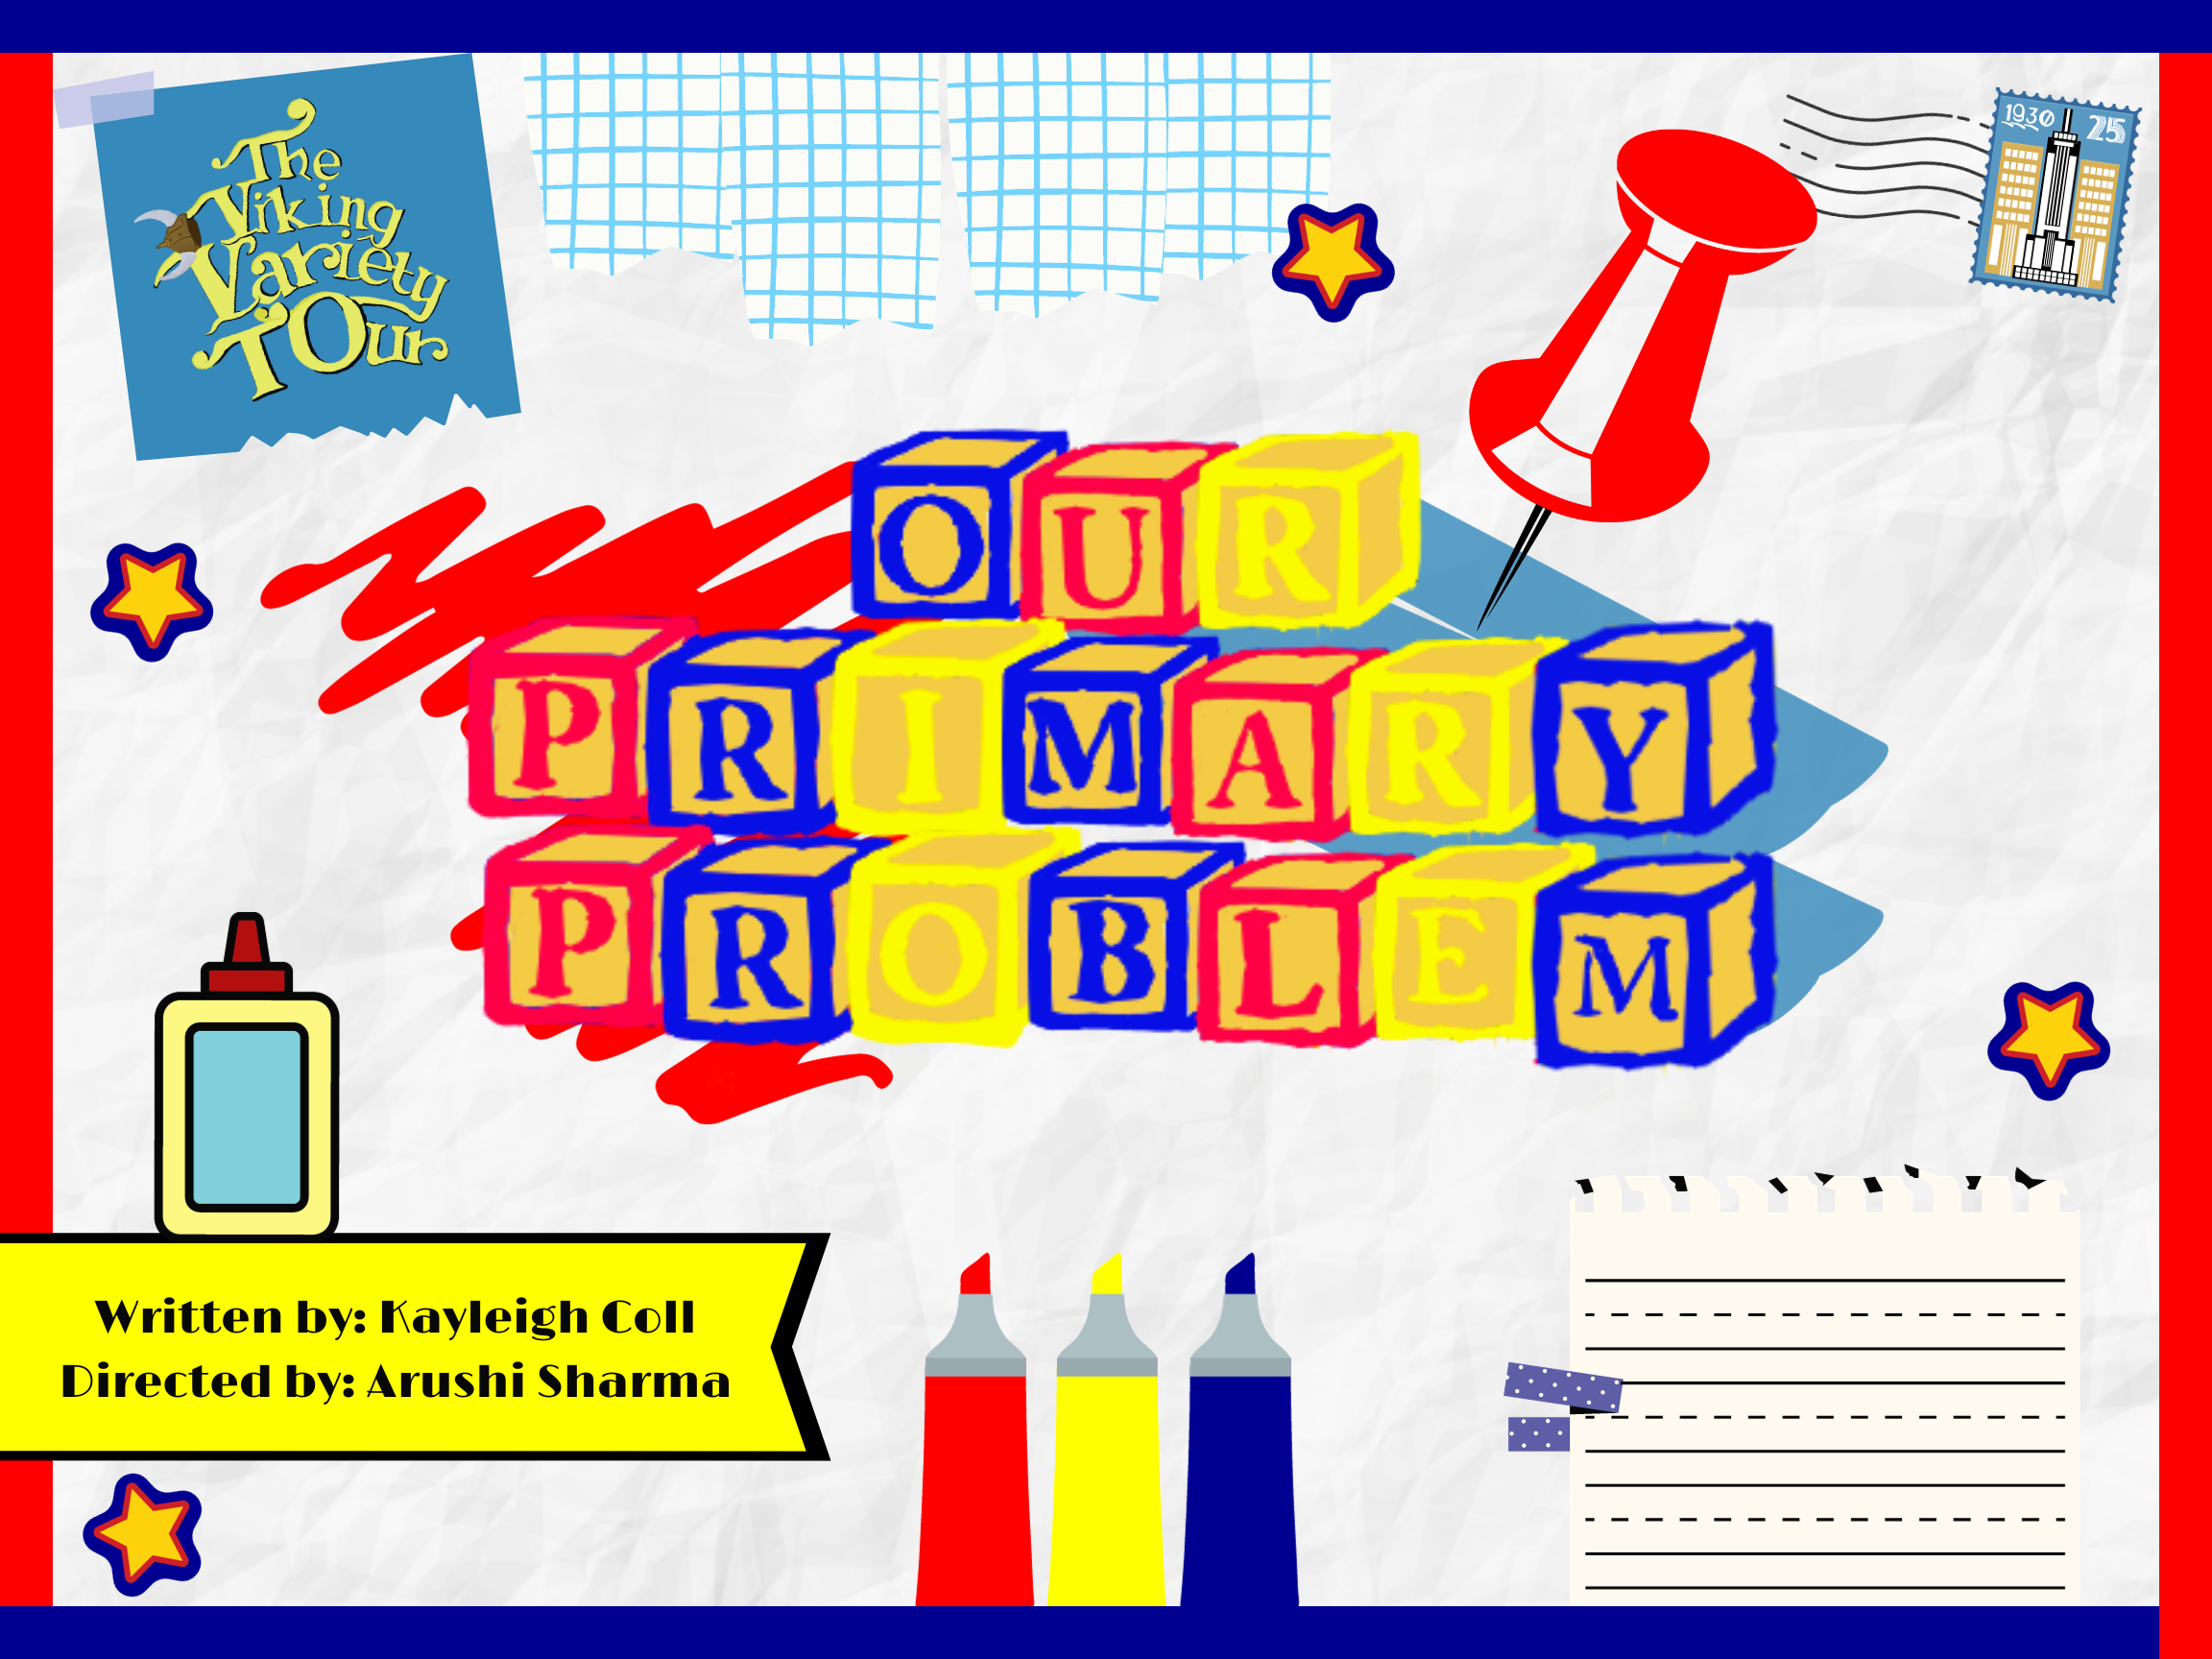 The
Viking
Variety
TOur
1930 25
OUR
PRIMARY
PROBLEM
Written by: Kayleigh Coll
Directed by: Arushi Sharma